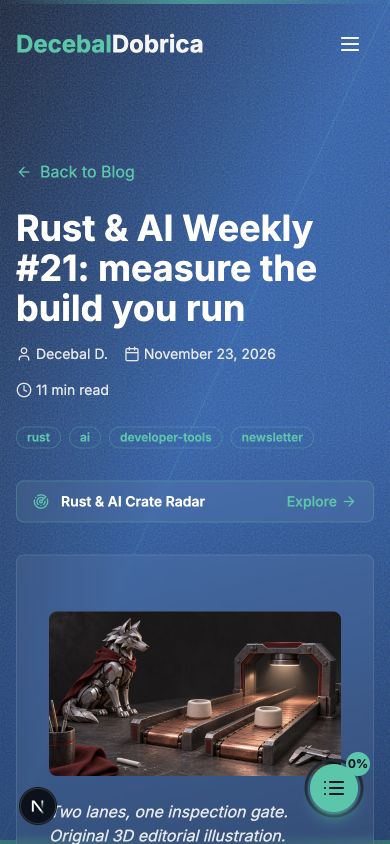 DecebalDobrica
Back to Blog
Rust & AI Weekly
#21: measure the
build you run
Decebal D.
November 23, 2026
11 min read
rust
ai
developer-tools
newsletter
Rust & AI Crate Radar
Explore
0%
N
Two lanes, one inspection gate.
Original 3D editorial illustration.